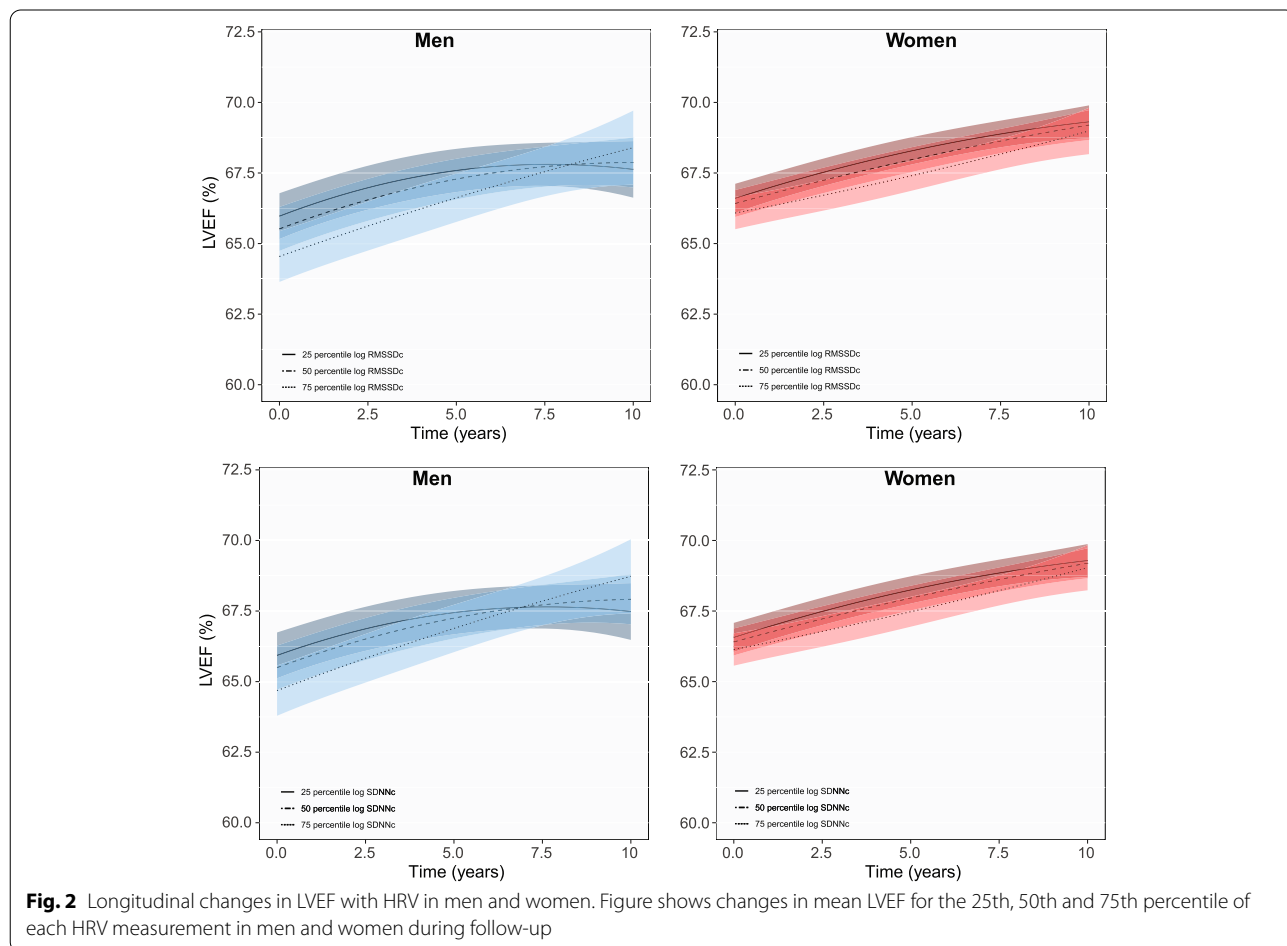 Men
Women
72.5
70.0
67.5
65.0
62.5
60.0
LVEF (%)
25 percentile log RMSSDc
50 percentile log RMSSDc
75 percentile log RMSSDc
0.0 2.5 5.0 7.5 10
Time (years)
72.5
70.0
67.5
65.0
62.5
60.0
25 percentile log RMSSDc
50 percentile log RMSSDc
75 percentile log RMSSDc
0.0 2.5 5.0 7.5 10
Time (years)
Men
Women
72.5
70.0
67.5
65.0
62.5
60.0
LVEF (%)
25 percentile log SDNNc
50 percentile log SDNNc
75 percentile log SDNNc
0.0 2.5 5.0 7.5 10
Time (years)
72.5
70.0
67.5
65.0
62.5
60.0
25 percentile log SDNNc
50 percentile log SDNNc
75 percentile log SDNNc
0.0 2.5 5.0 7.5 10
Time (years)
Fig. 2 Longitudinal changes in LVEF with HRV in men and women. Figure shows changes in mean LVEF for the 25th, 50th and 75th percentile of
each HRV measurement in men and women during follow-up